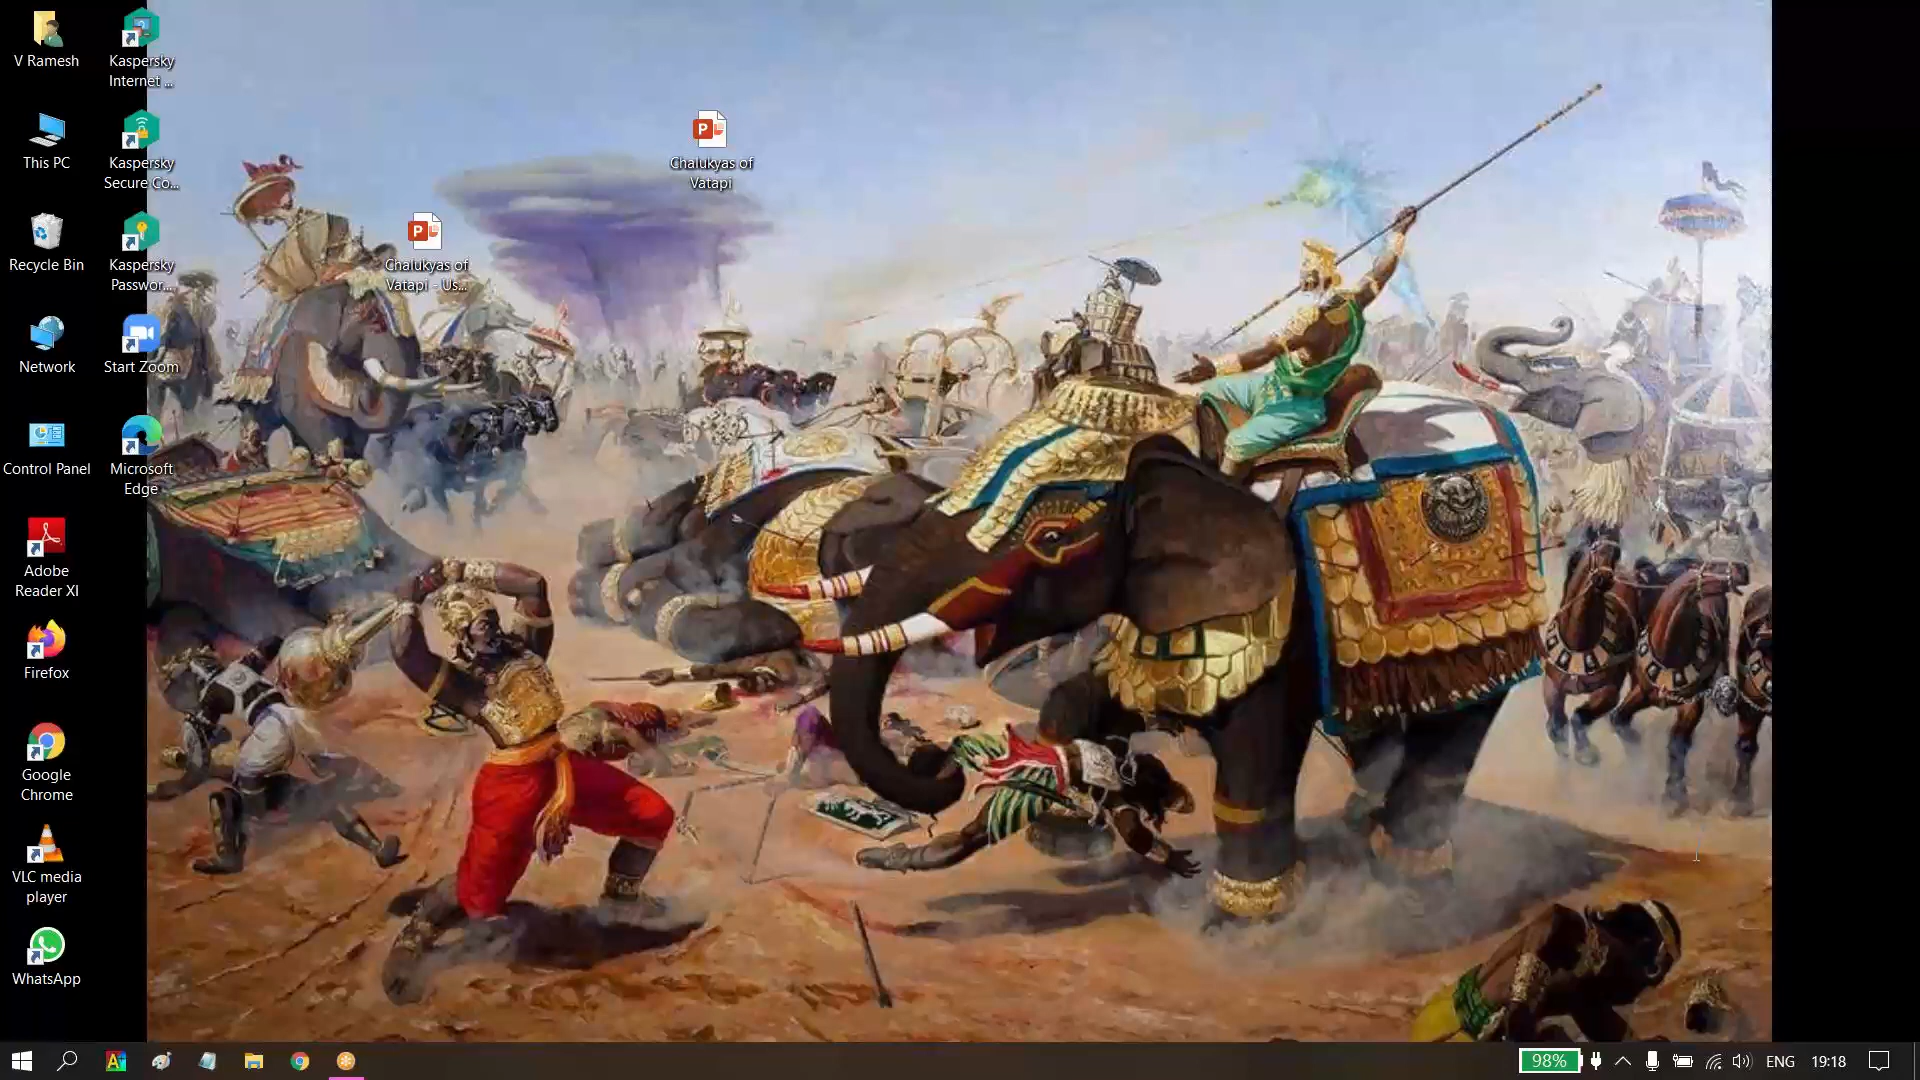 V Ramesh
Kaspersky
Internet ...
This PC
Kaspersky
Secure Co...
Recycle Bin
Kaspersky
Passwor...
Network
Start Zoom
Control Panel
Microsoft
Edge
Adobe
Reader XI
Firefox
Google
Chrome
VLC media
player
WhatsApp
Chalukyas of
Vatapi
Chalukyas of
Vatapi - Us...
98%
ENG
19:18